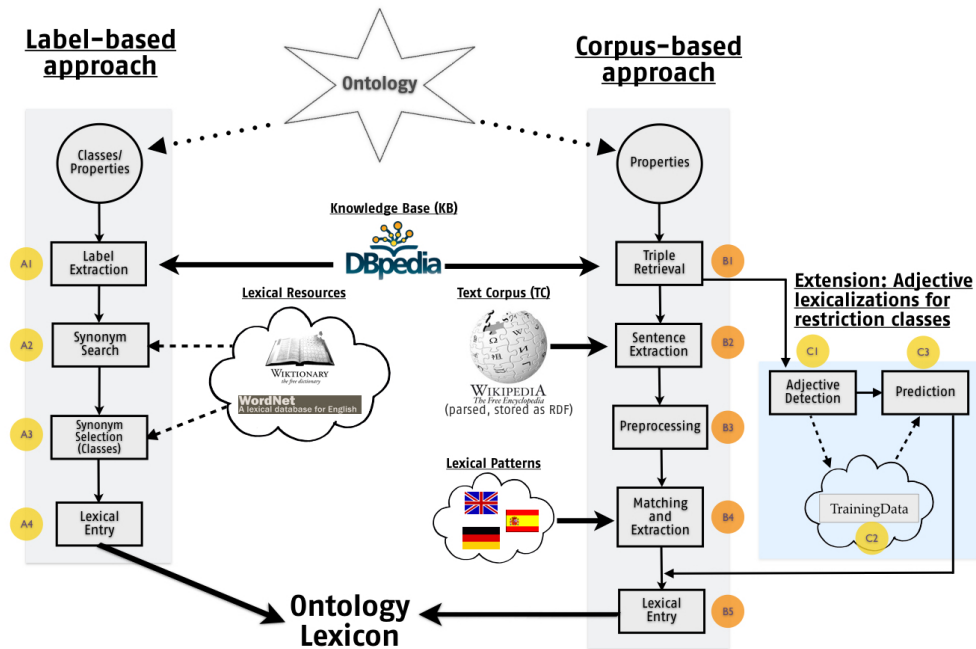 Label-based
approach
Ontology
Corpus-based
approach
Classes/
Properties
Properties
Knowledge Base (KB)
DBpedia
A1
Label
Extraction
Triple
Retrieval
B1
Extension: Adjective
lexicalizations for
restriction classes
Lexical Resources
Text Corpus (TC)
A2
Synonym
Search
WIKTIONARY
the free dictionary
WordNet
A lexical database for English
WIKIPEDIA
The Free Encyclopedia
(parsed, stored as RDF)
Sentence
Extraction
B2
C1
C3
Adjective
Detection
Prediction
A3
Synonym
Selection
(Classes)
Preprocessing
B3
Lexical Patterns
A4
Lexical
Entry
Matching
and
Extraction
B4
TrainingData
C2
Ontology
Lexicon
Lexical
Entry
B5